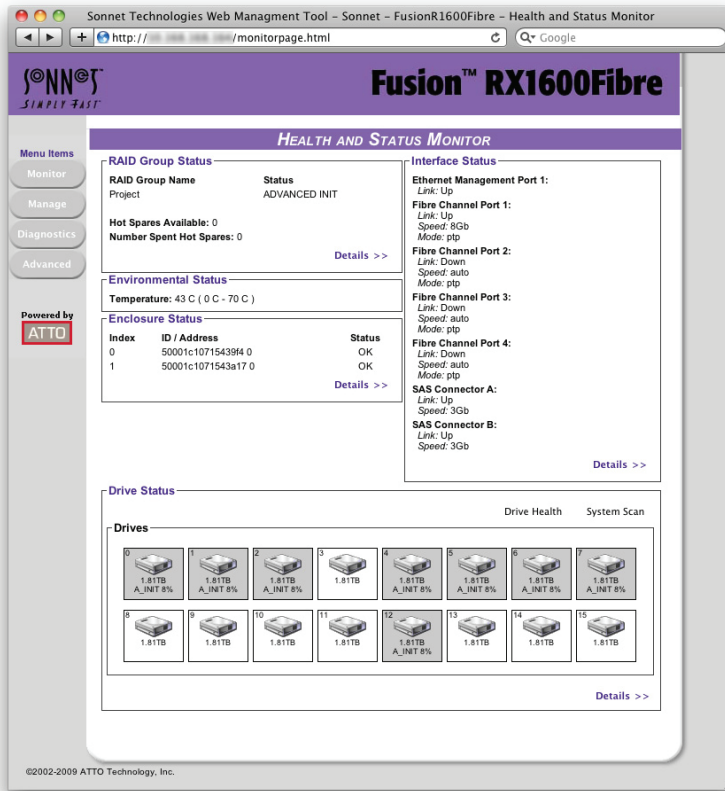 Sonnet Technologies Web Managment Tool – Sonnet – FusionR1600Fibre – Health and Status Monitor
http:// /monitorpage.html
Google
SONNET™
SIMPLY FAST
Fusion™ RX1600Fibre
HEALTH AND STATUS MONITOR
Menu Items
Monitor
Manage
Diagnostics
Advanced
Powered by
ATTO
RAID Group Status
RAID Group Name Status
Project ADVANCED INIT
Hot Spares Available: 0
Number Spent Hot Spares: 0
Details >>
Environmental Status
Temperature: 43 C ( 0 C - 70 C )
Enclosure Status
Index ID / Address Status
0 50001c10715439f4 0 OK
1 50001c1071543a17 0 OK
Details >>
Interface Status
Ethernet Management Port 1:
Link: Up
Fibre Channel Port 1:
Link: Up
Speed: 8Gb
Mode: ptp
Fibre Channel Port 2:
Link: Down
Speed: auto
Mode: ptp
Fibre Channel Port 3:
Link: Down
Speed: auto
Mode: ptp
Fibre Channel Port 4:
Link: Down
Speed: auto
Mode: ptp
SAS Connector A:
Link: Up
Speed: 3Gb
SAS Connector B:
Link: Up
Speed: 3Gb
Details >>
Drive Status
Drive Health System Scan
Drives
0 1 2 3 4 5 6 7
1.81TB 1.81TB 1.81TB 1.81TB 1.81TB 1.81TB 1.81TB 1.81TB
A_INIT 8% A_INIT 8% A_INIT 8% A_INIT 8% A_INIT 8% A_INIT 8% A_INIT 8%
8 9 10 11 12 13 14 15
1.81TB 1.81TB 1.81TB 1.81TB 1.81TB 1.81TB 1.81TB 1.81TB
A_INIT 8%
Details >>
©2002-2009 ATTO Technology, Inc.